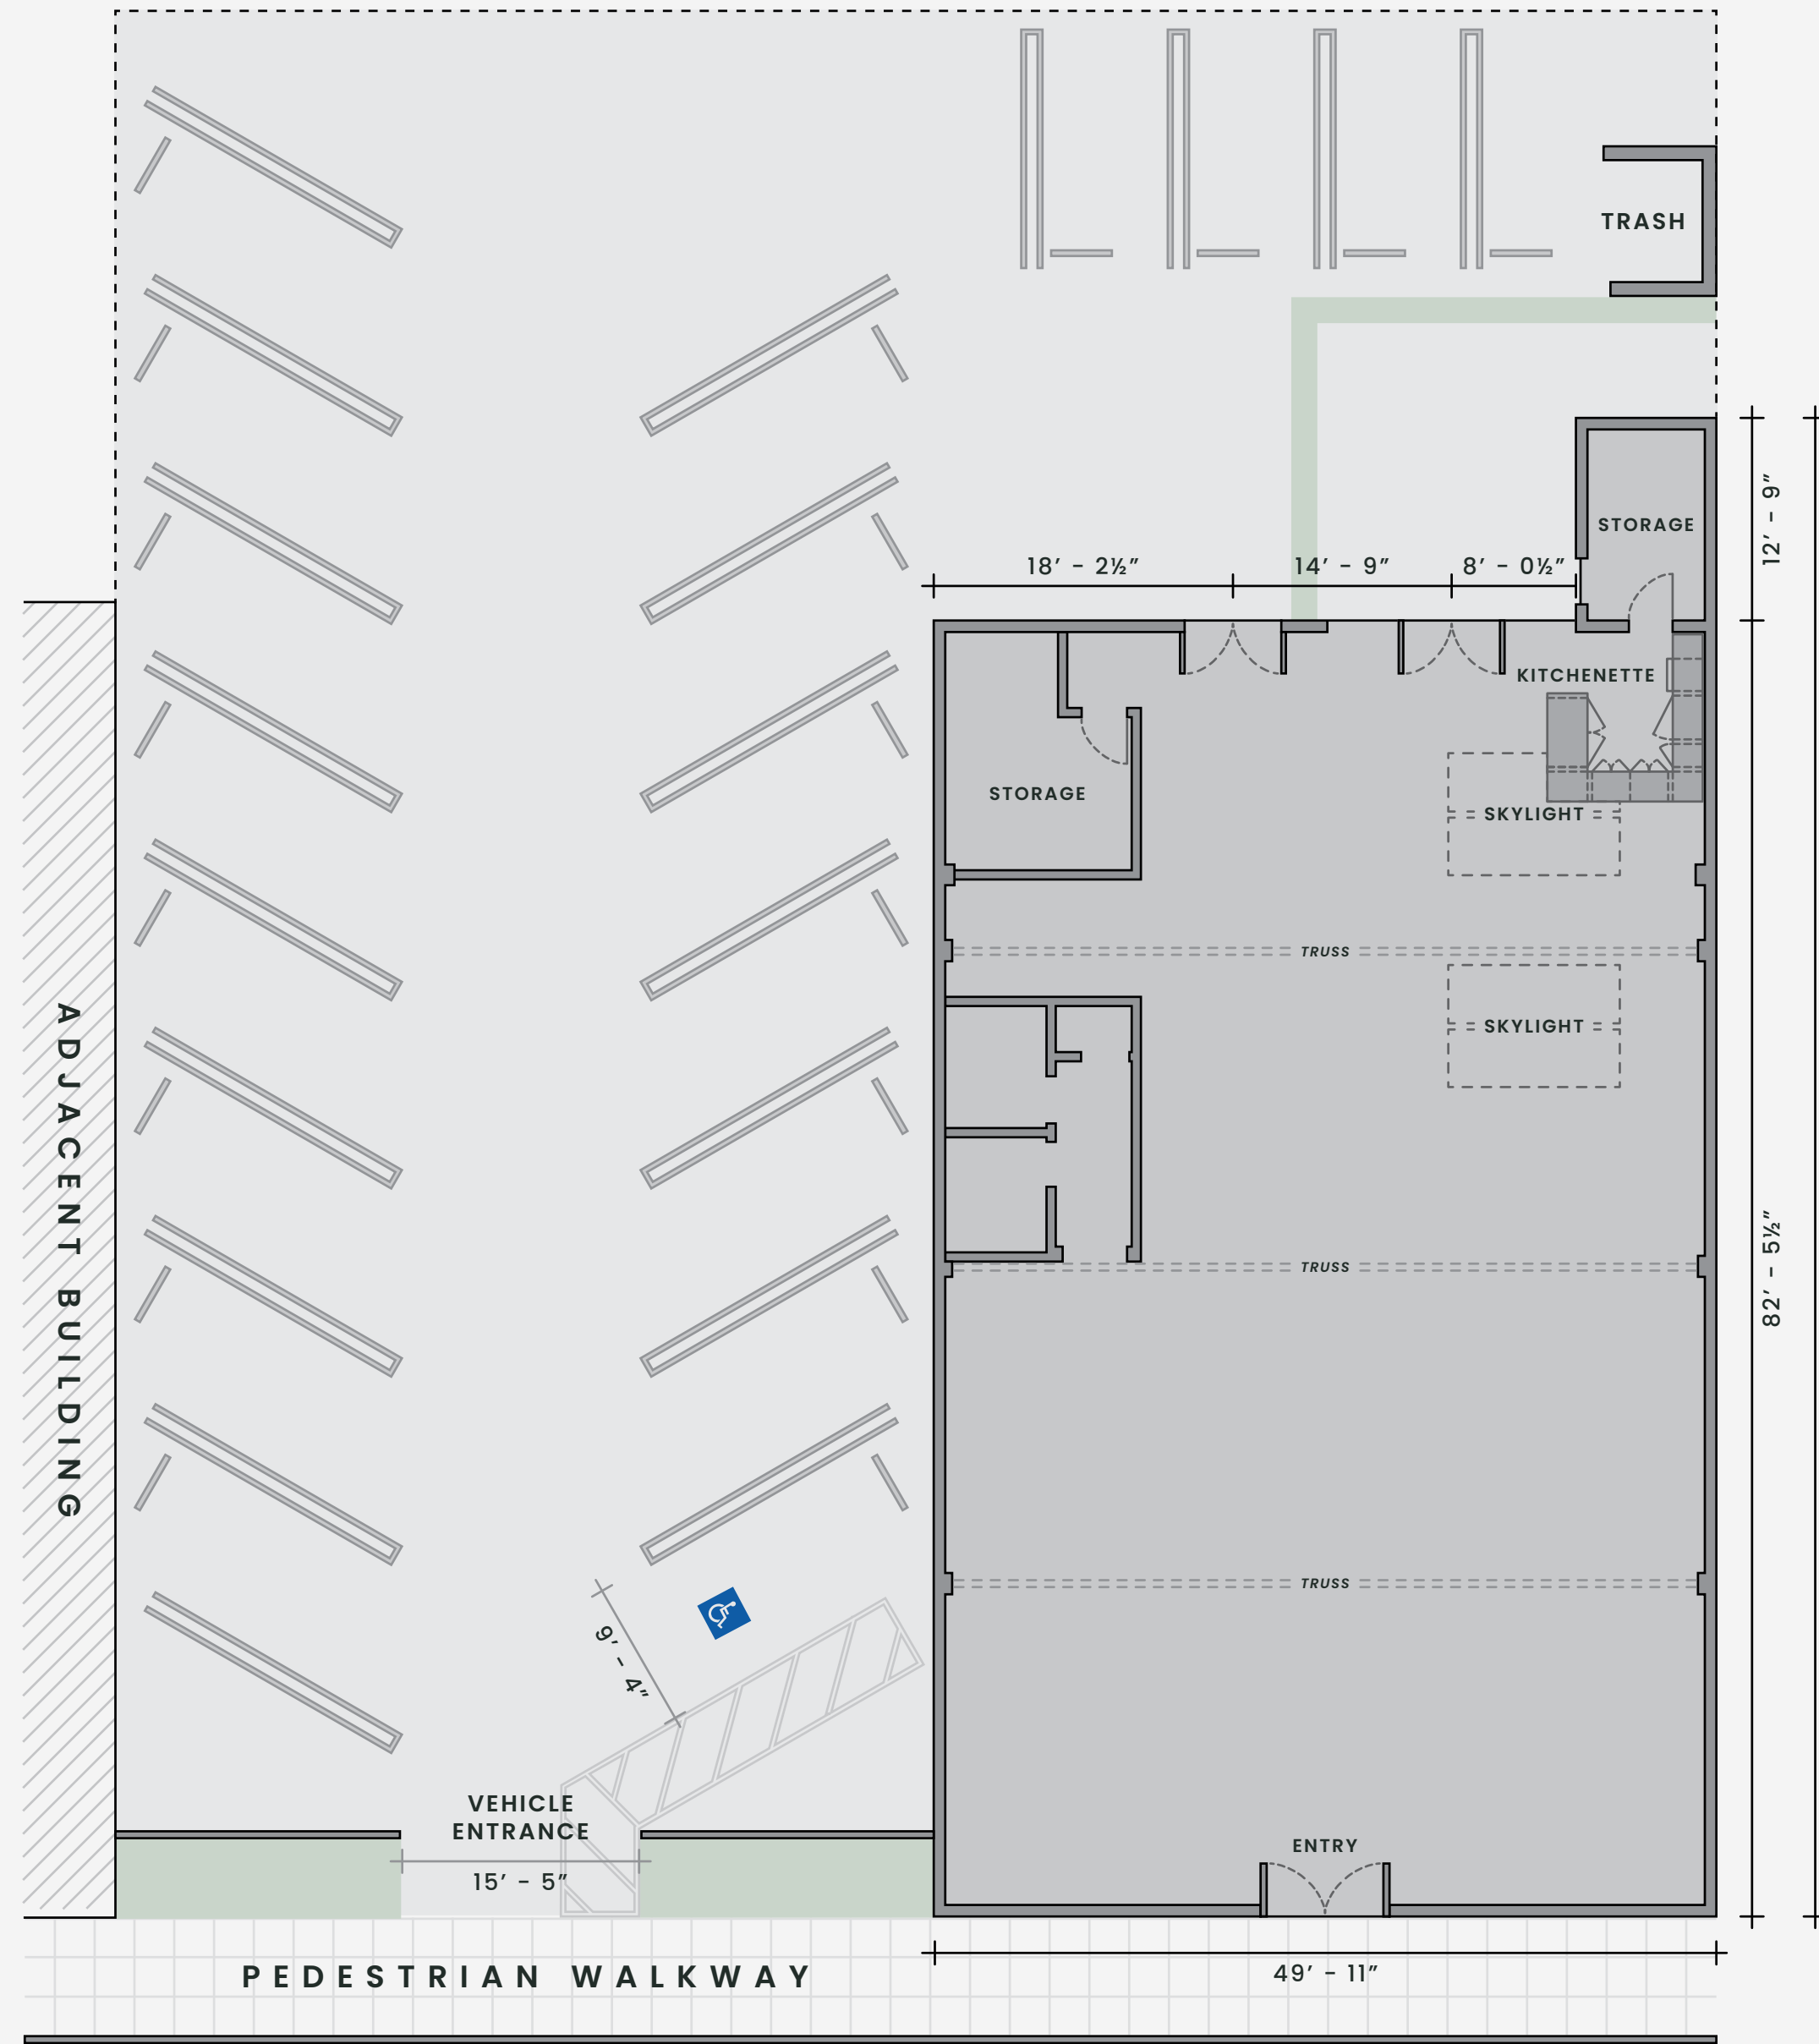 TRASH
12’ - 9”
STORAGE
18’ - 2½”
14’ - 9”
8’ - 0½”
KITCHENETTE
STORAGE
SKYLIGHT
TRUSS
SKYLIGHT
ADJACENT BUILDING
82’ - 5½”
TRUSS
TRUSS
9’ - 4”
VEHICLE
ENTRANCE
15’ - 5”
ENTRY
PEDESTRIAN WALKWAY
49’ - 11”